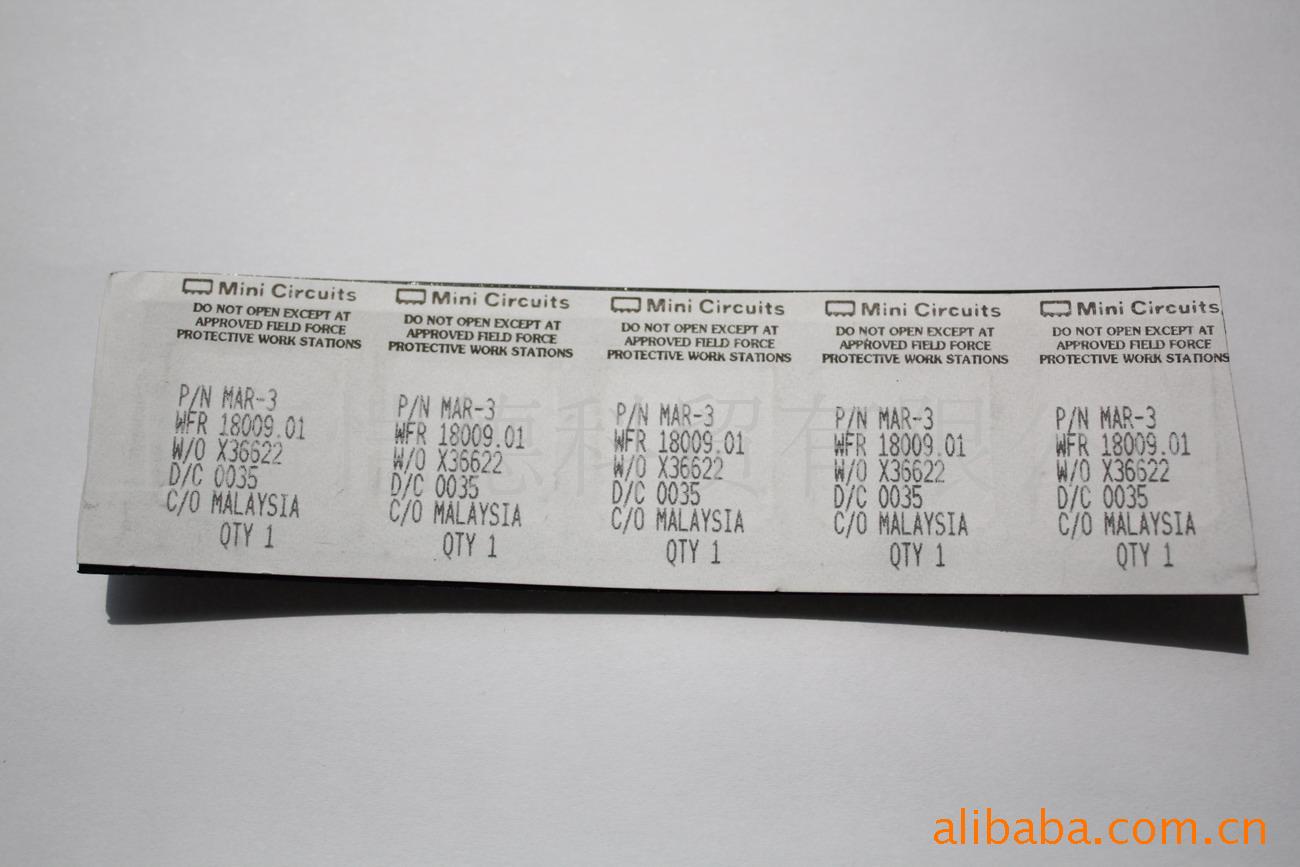 Mini Circuits
DO NOT OPEN EXCEPT AT
APPROVED FIELD FORCE
PROTECTIVE WORK STATIONS
P/N MAR-3
WFR 18009.01
W/O X36622
D/C 0035
C/O MALAYSIA
QTY 1
Mini Circuits
DO NOT OPEN EXCEPT AT
APPROVED FIELD FORCE
PROTECTIVE WORK STATIONS
P/N MAR-3
WFR 18009.01
W/O X36622
D/C 0035
C/O MALAYSIA
QTY 1
Mini Circuits
DO NOT OPEN EXCEPT AT
APPROVED FIELD FORCE
PROTECTIVE WORK STATIONS
P/N MAR-3
WFR 18009.01
W/O X36622
D/C 0035
C/O MALAYSIA
QTY 1
Mini Circuits
DO NOT OPEN EXCEPT AT
APPROVED FIELD FORCE
PROTECTIVE WORK STATIONS
P/N MAR-3
WFR 18009.01
W/O X36622
D/C 0035
C/O MALAYSIA
QTY 1
Mini Circuits
DO NOT OPEN EXCEPT AT
APPROVED FIELD FORCE
PROTECTIVE WORK STATIONS
P/N MAR-3
WFR 18009.01
W/O X36622
D/C 0035
C/O MALAYSIA
QTY 1
德科贸有限
alibaba.com.cn